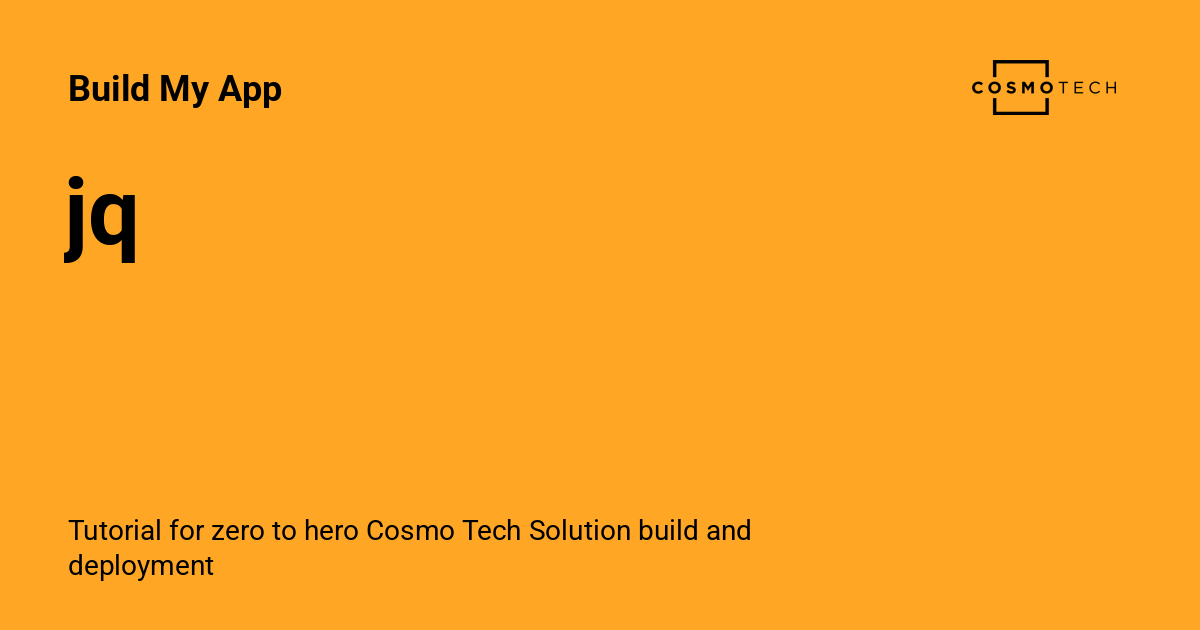 Build My App
COSMOTECH
jq
Tutorial for zero to hero Cosmo Tech Solution build and
deployment